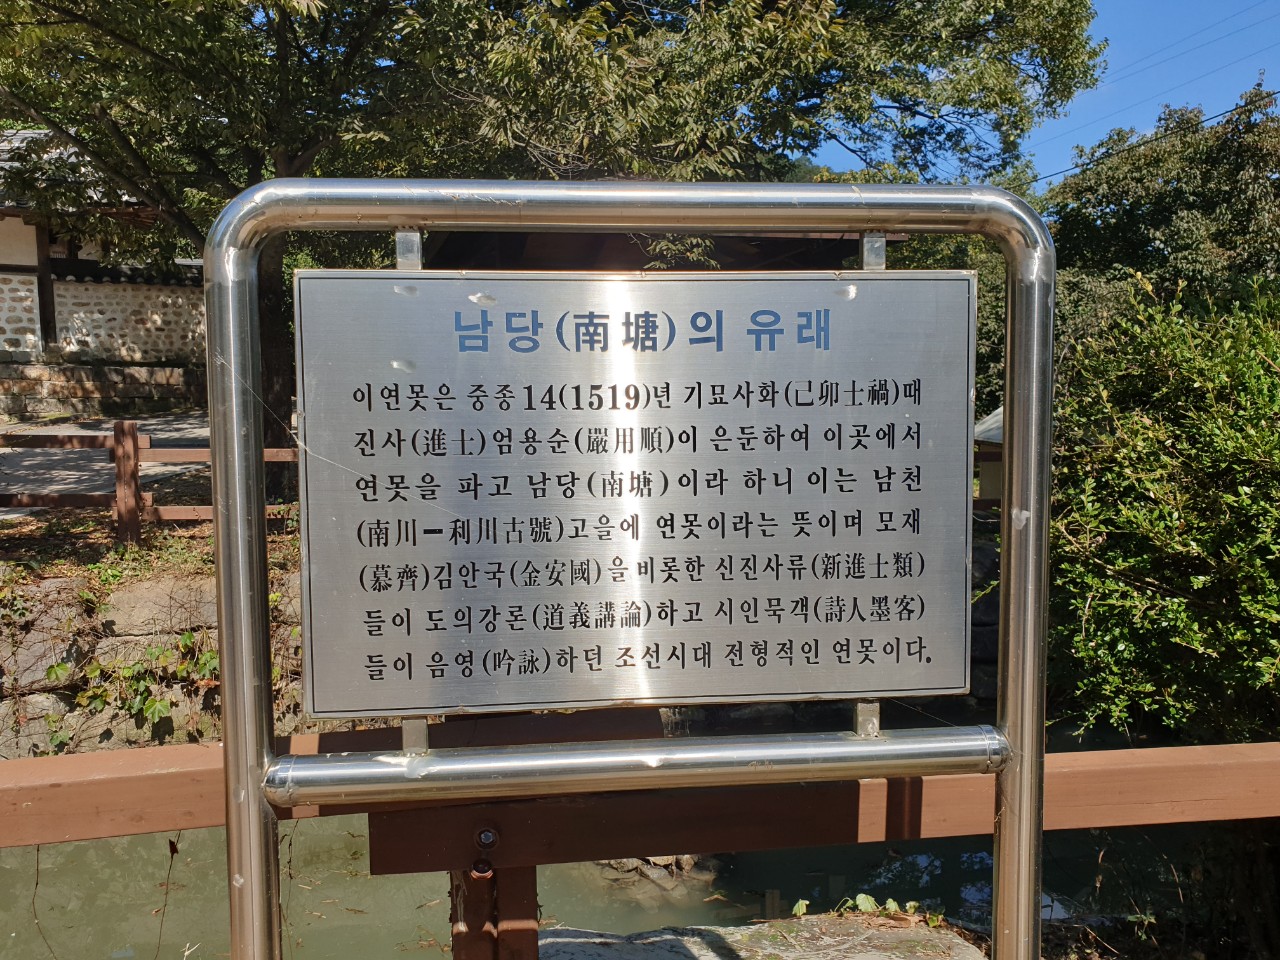 남당(南塘)의 유래
이연못은 중종14(1519)년 기묘사화(己卯士禍)때
진사(進士)엄용순(嚴用順)이 은둔하여 이곳에서
연못을 파고 남당(南塘)이라 하니 이는 남천
(南川ー利川古號)고을에 연못이라는 뜻이며 모재
(慕齊)김안국(金安國)을 비롯한 신진사류(新進士類)
들이 도의강론(道義講論)하고 시인묵객(詩人墨客)
들이 음영(吟詠)하던 조선시대 전형적인 연못이다.